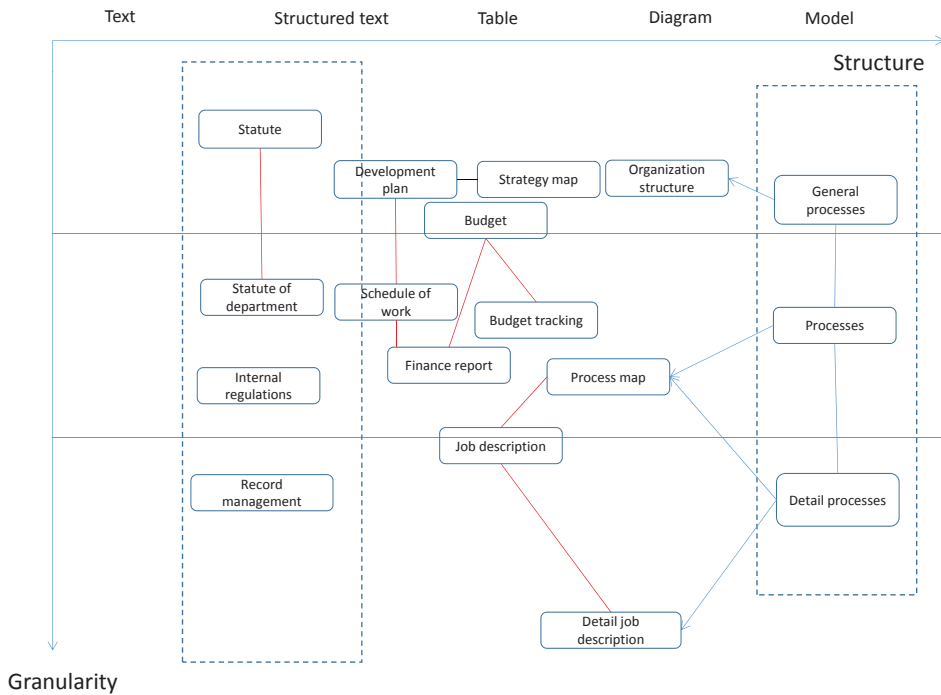 Text
Structured text
Table
Diagram
Model
Structure
Statute
Development
plan
Strategy map
Organization
structure
General
processes
Budget
Statute of
department
Schedule of
work
Budget tracking
Processes
Finance report
Internal
regulations
Process map
Job description
Record
management
Detail processes
Detail job
description
Granularity